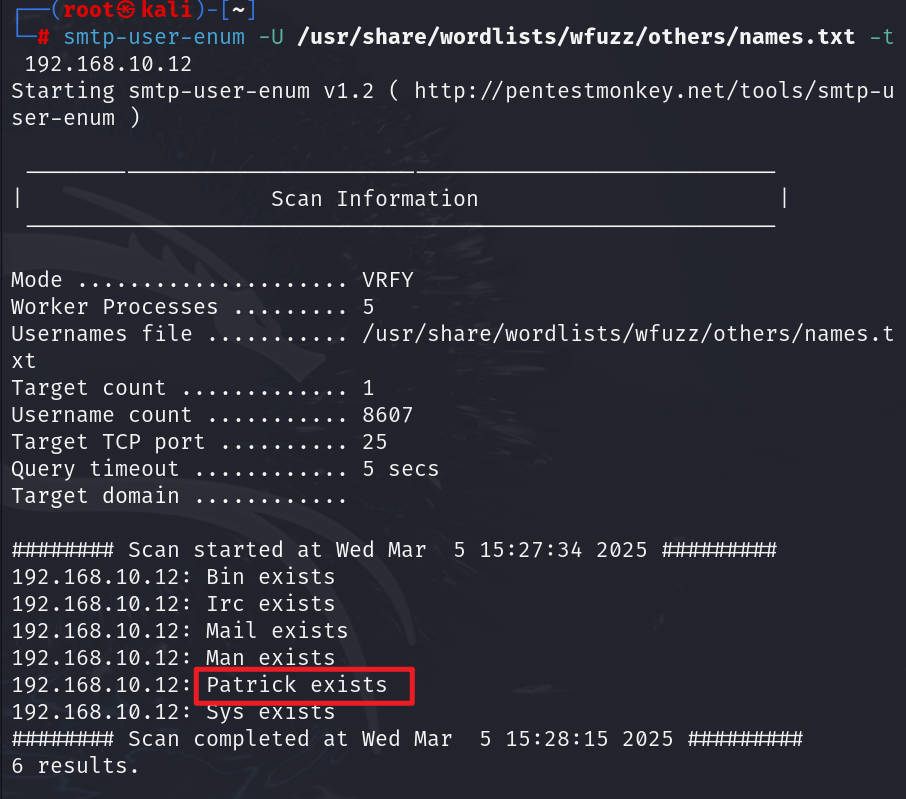 ┌──(root㉿kali)-[~]
└─# smtp-user-enum -U /usr/share/wordlists/wfuzz/others/names.txt -t
 192.168.10.12
Starting smtp-user-enum v1.2 ( http://pentestmonkey.net/tools/smtp-u
ser-enum )
|                   Scan Information                       |
Mode ..................... VRFY
Worker Processes ......... 5
Usernames file ........... /usr/share/wordlists/wfuzz/others/names.t
xt
Target count ............. 1
Username count ........... 8607
Target TCP port .......... 25
Query timeout ............ 5 secs
Target domain ............
######## Scan started at Wed Mar  5 15:27:34 2025 #########
192.168.10.12: Bin exists
192.168.10.12: Irc exists
192.168.10.12: Mail exists
192.168.10.12: Man exists
192.168.10.12: Patrick exists
192.168.10.12: Sys exists
######## Scan completed at Wed Mar  5 15:28:15 2025 #########
6 results.